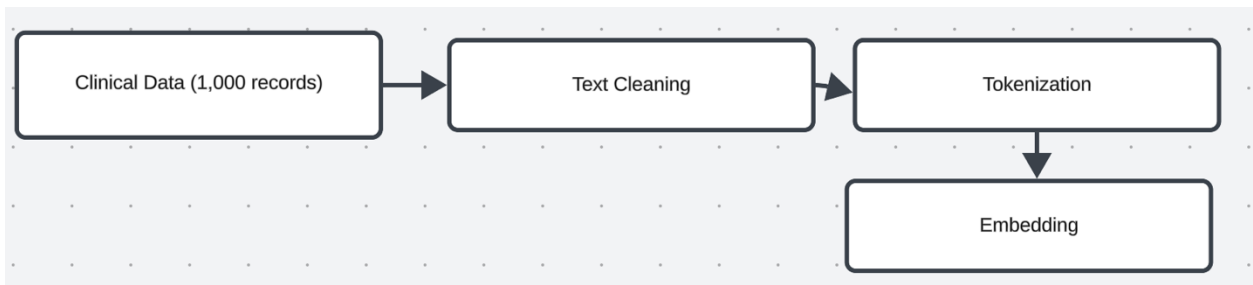 Clinical Data (1,000 records)
Text Cleaning
Tokenization
Embedding